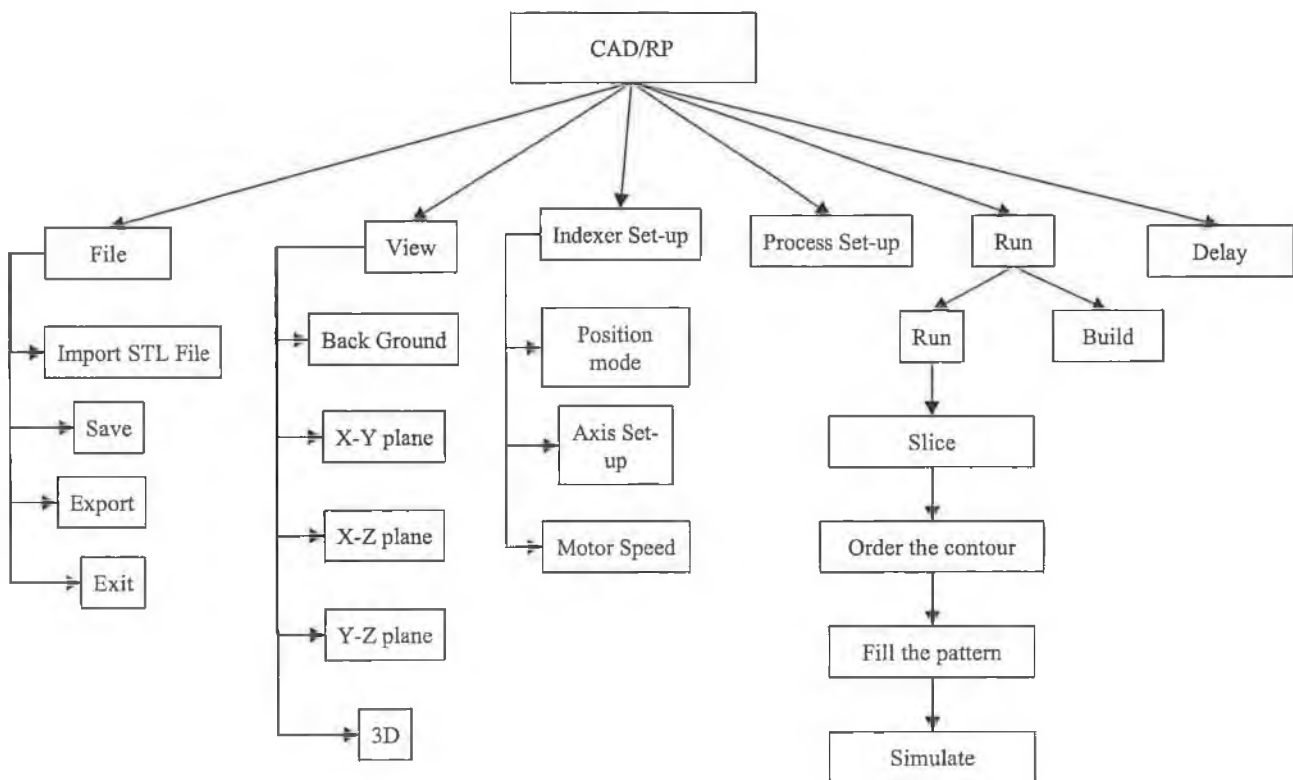 CAD/RP
File
View
Indexer Set-up
Process Set-up
Run
Delay
Import STL File
Save
Export
Exit
Back Ground
X-Y plane
X-Z plane
Y-Z plane
3D
Position
mode
Axis Set-
up
Motor Speed
Run
Build
Slice
Order the contour
Fill the pattern
Simulate